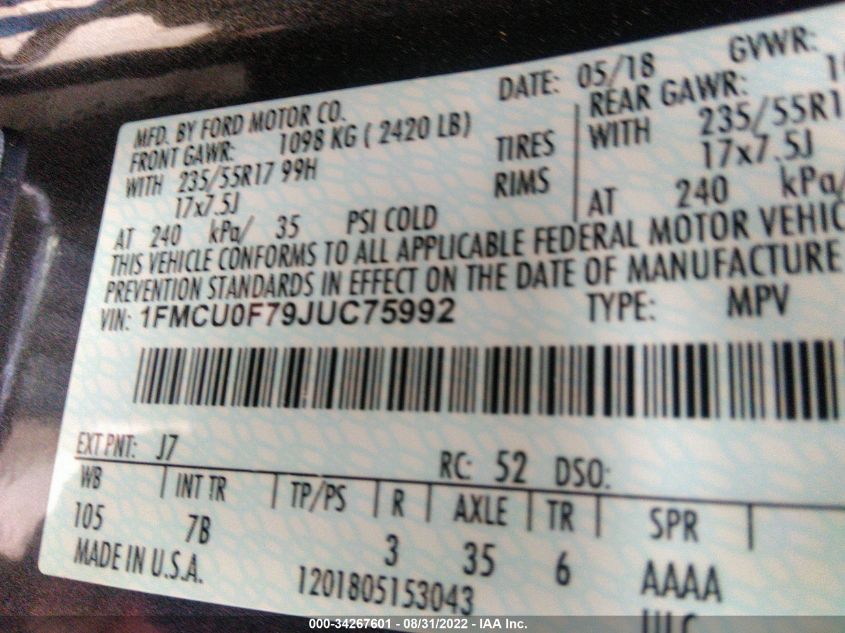 MFD. BY FORD MOTOR CO. DATE: 05/18 GVWR:
FRONT GAWR: 1098 KG ( 2420 LB) REAR GAWR:
WITH 235/55R17 99H TIRES WITH 235/55R1
17x7.5J RIMS 17x7.5J
AT 240 kPa/ 35 PSI COLD AT 240 kPa/
THIS VEHICLE CONFORMS TO ALL APPLICABLE FEDERAL MOTOR VEHIC
PREVENTION STANDARDS IN EFFECT ON THE DATE OF MANUFACTURE
VIN: 1FMCU0F79JUC75992 TYPE: MPV
EXT PNT: J7 RC: 52 DSO:
WB INT TR TP/PS R AXLE TR SPR
105 7B 3 35 6 AAAA
MADE IN U.S.A. 1201805153043
000-34267601 - 08/31/2022 - IAA Inc.